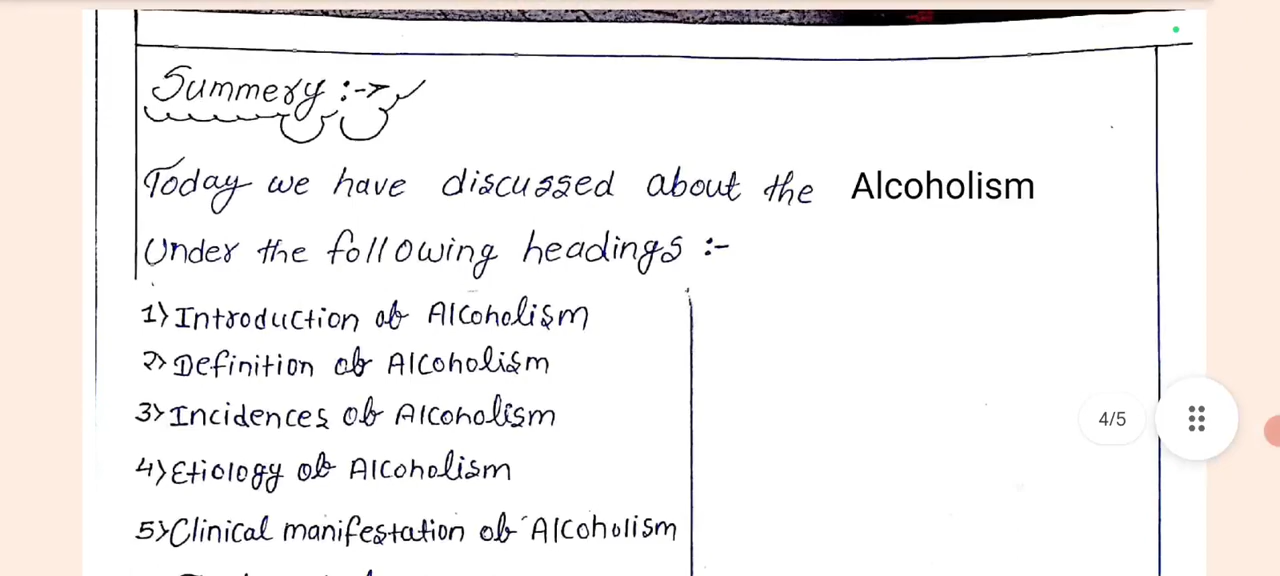 Summery :->
Today we have discussed about the Alcoholism
Under the following headings :-
1) Introduction of Alcoholism
2) Definition of Alcoholism
3) Incidences of Alcoholism
4) Etiology of Alcoholism
5) Clinical manifestation of Alcoholism
4/5